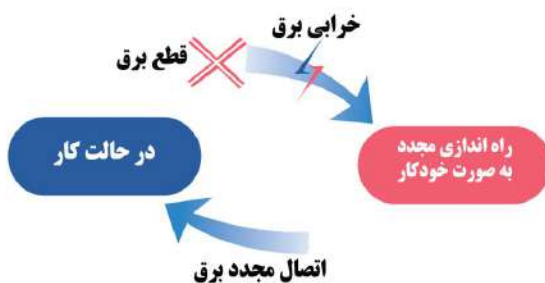 خرابی برق
قطع برق
راه اندازی مجدد
به صورت خودکار
در حالت کار
اتصال مجدد برق